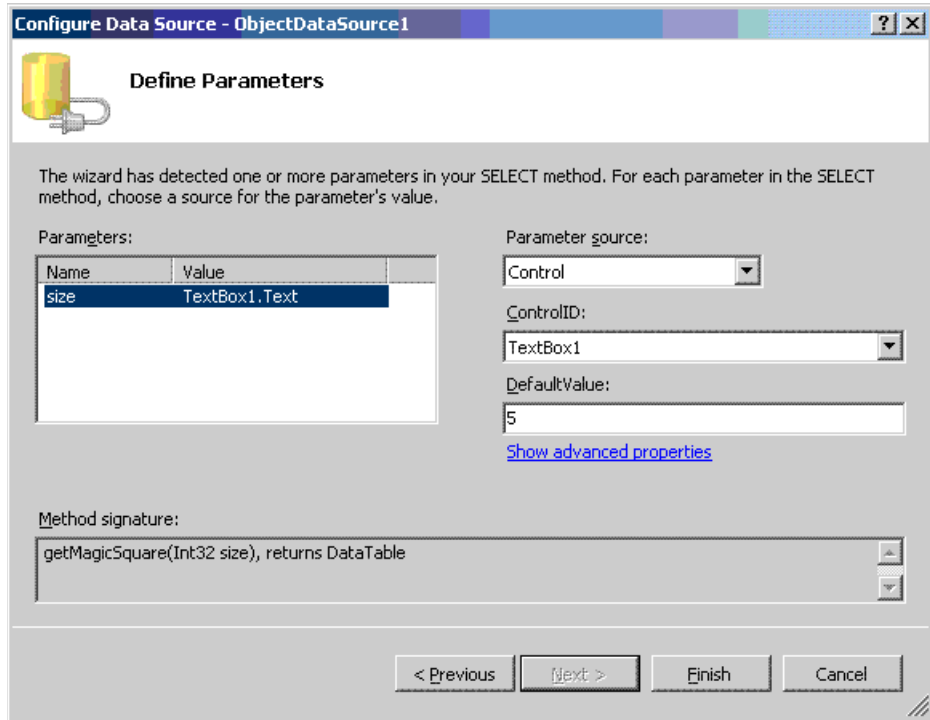 Configure Data Source - ObjectDataSource1
Define Parameters
The wizard has detected one or more parameters in your SELECT method. For each parameter in the SELECT
method, choose a source for the parameter's value.
Parameters:
Name Value
size TextBox1.Text
Parameter source:
Control
ControlID:
TextBox1
DefaultValue:
5
Show advanced properties
Method signature:
getMagicSquare(Int32 size), returns DataTable
< Previous Next > Finish Cancel